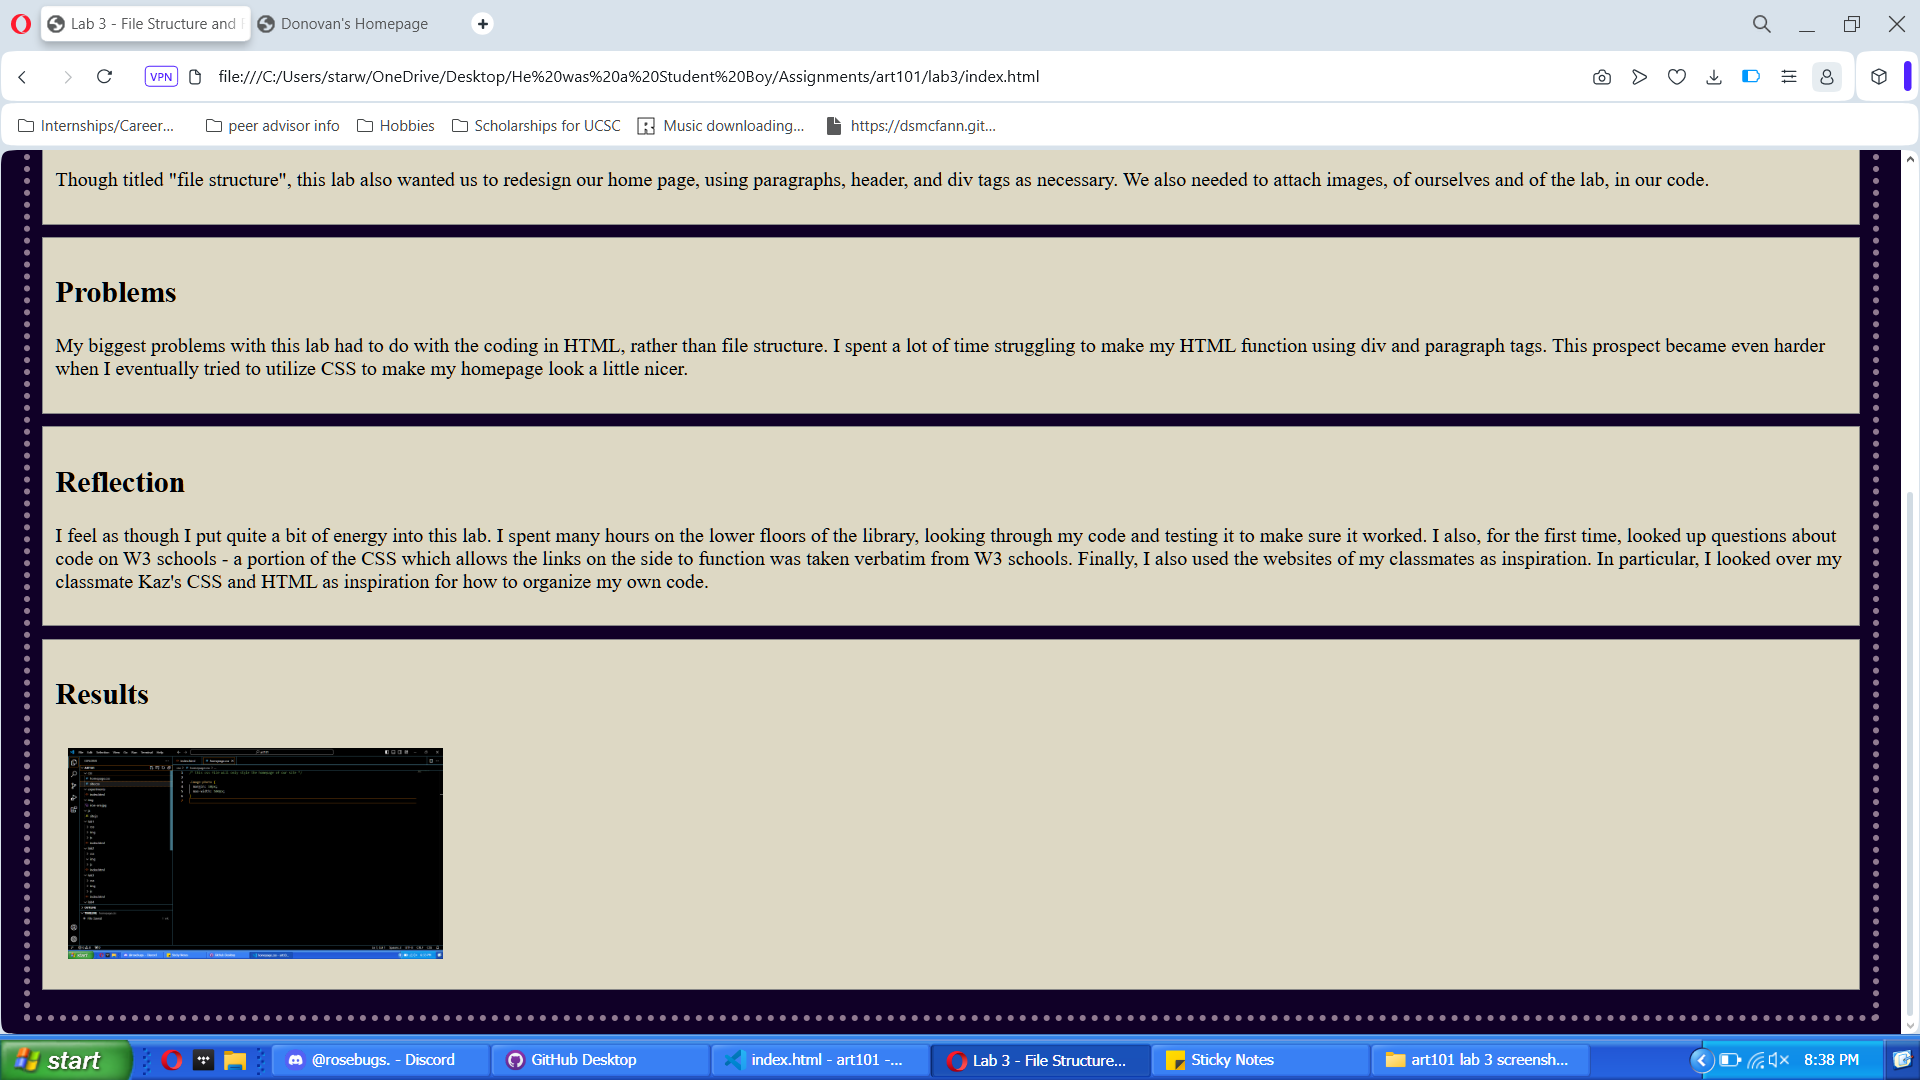 Lab 3 - File Structure and
Donovan's Homepage
VPN
file:///C:/Users/starw/OneDrive/Desktop/He%20was%20a%20Student%20Boy/Assignments/art101/lab3/index.html
Internships/Career...
peer advisor info
Hobbies
Scholarships for UCSC
Music downloading...
https://dsmcfann.git...
Though titled "file structure", this lab also wanted us to redesign our home page, using paragraphs, header, and div tags as necessary. We also needed to attach images, of ourselves and of the lab, in our code.
Problems
My biggest problems with this lab had to do with the coding in HTML, rather than file structure. I spent a lot of time struggling to make my HTML function using div and paragraph tags. This prospect became even harder
when I eventually tried to utilize CSS to make my homepage look a little nicer.
Reflection
I feel as though I put quite a bit of energy into this lab. I spent many hours on the lower floors of the library, looking through my code and testing it to make sure it worked. I also, for the first time, looked up questions about
code on W3 schools - a portion of the CSS which allows the links on the side to function was taken verbatim from W3 schools. Finally, I also used the websites of my classmates as inspiration. In particular, I looked over my
classmate Kaz's CSS and HTML as inspiration for how to organize my own code.
Results
start
@rosebugs. - Discord
GitHub Desktop
index.html - art101 -...
Lab 3 - File Structure...
Sticky Notes
art101 lab 3 screensh...
8:38 PM